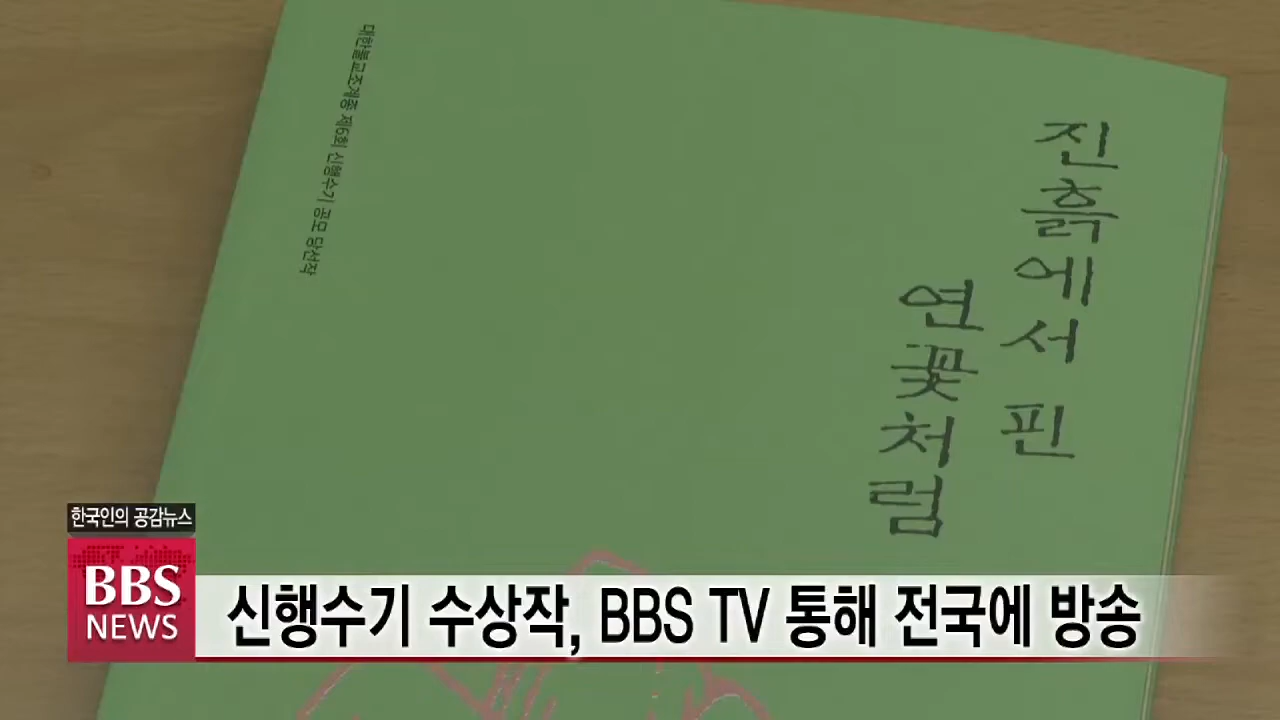 대한불교조계종 제6회 신행수기 공모 당선작
진흙에서 핀
연꽃처럼
한국인의 공감뉴스
BBS
NEWS
신행수기 수상작, BBS TV 통해 전국에 방송